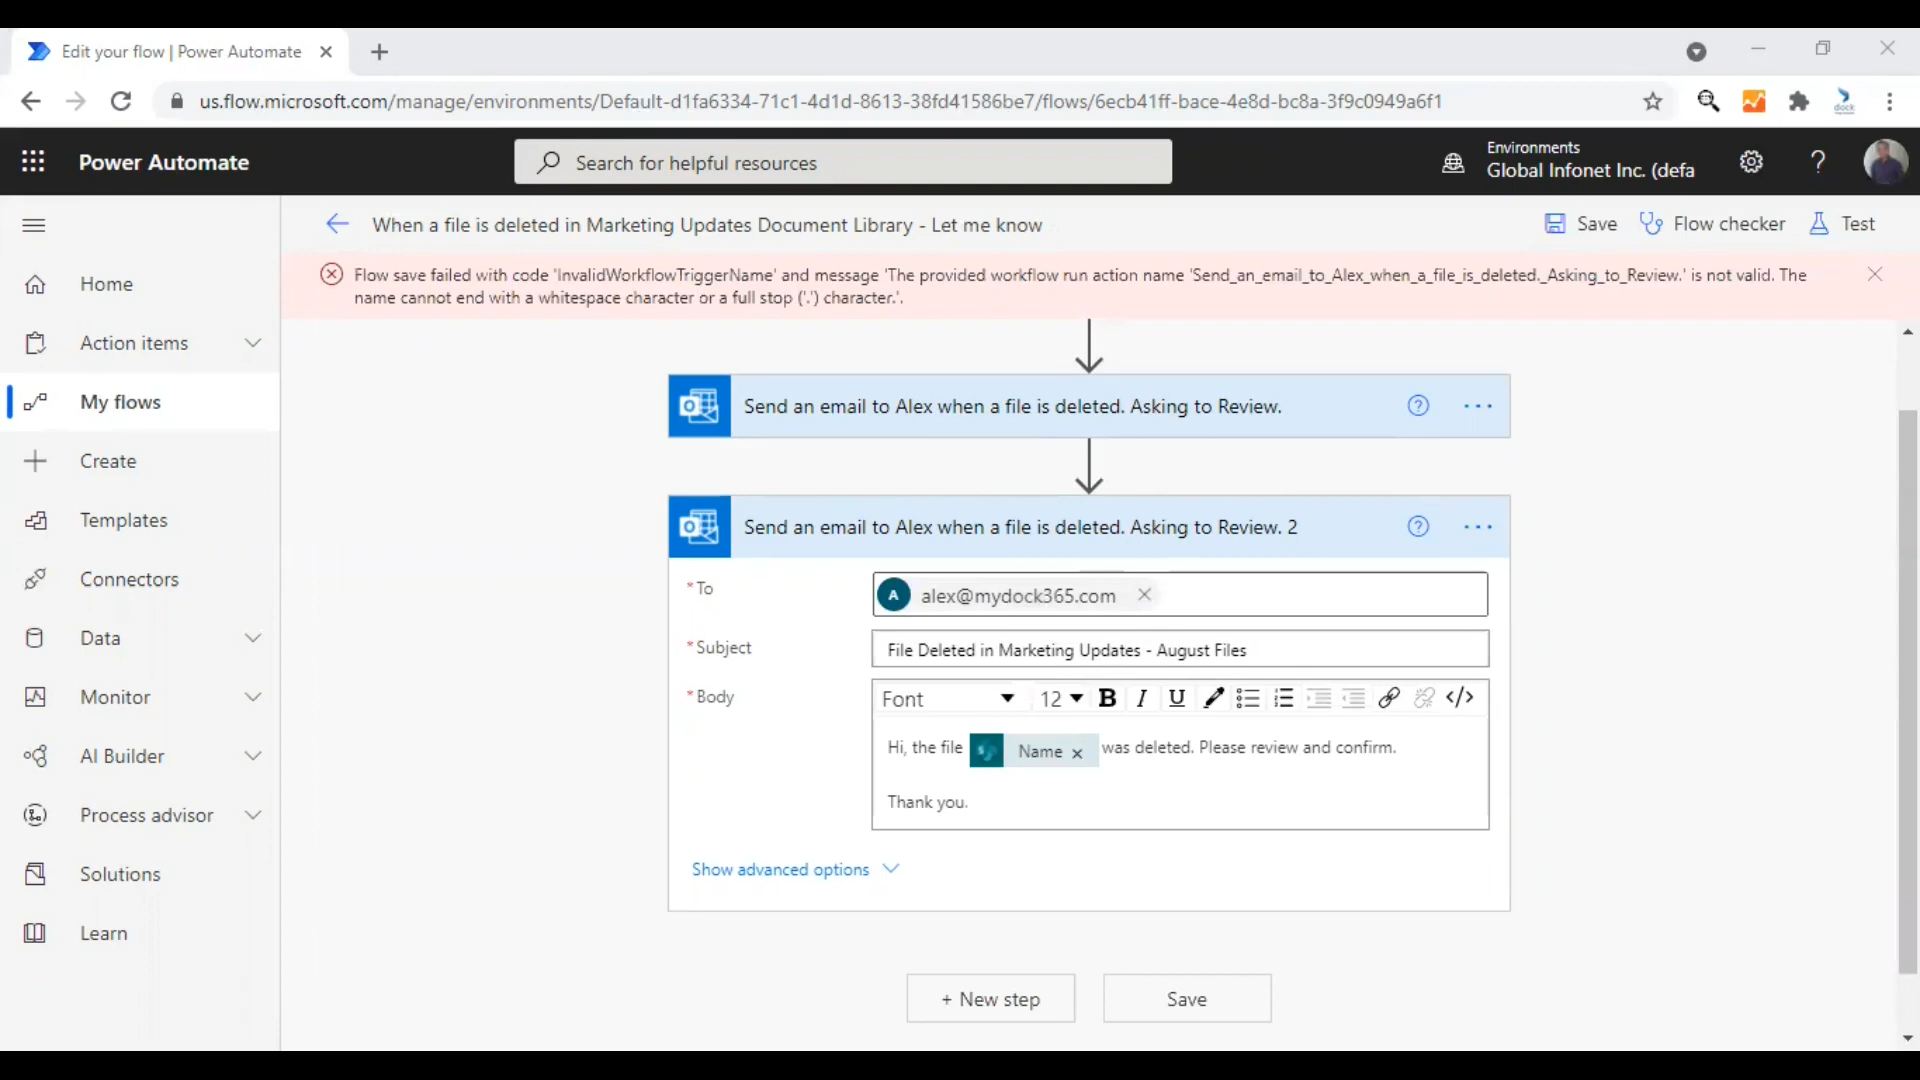 Edit your flow | Power Automate
us.flow.microsoft.com/manage/environments/Default-d1fa6334-71c1-4d1d-8613-38fd41586be7/flows/6ecb41ff-bace-4e8d-bc8a-3f9c0949a6f1
dock
Power Automate
Search for helpful resources
Environments
Global Infonet Inc. (defa
When a file is deleted in Marketing Updates Document Library - Let me know
Save
Flow checker
Test
Flow save failed with code 'InvalidWorkflowTriggerName' and message 'The provided workflow run action name 'Send_an_email_to_Alex_when_a_file_is_deleted._Asking_to_Review.' is not valid. The
name cannot end with a whitespace character or a full stop ('.') character.'.
Home
Action items
My flows
Create
Templates
Connectors
Data
Monitor
AI Builder
Process advisor
Solutions
Learn
Send an email to Alex when a file is deleted. Asking to Review.
Send an email to Alex when a file is deleted. Asking to Review. 2
* To
A alex@mydock365.com
* Subject
File Deleted in Marketing Updates - August Files
* Body
Font 12 B I U </>
Hi, the file Name × was deleted. Please review and confirm.
Thank you.
Show advanced options
+ New step
Save